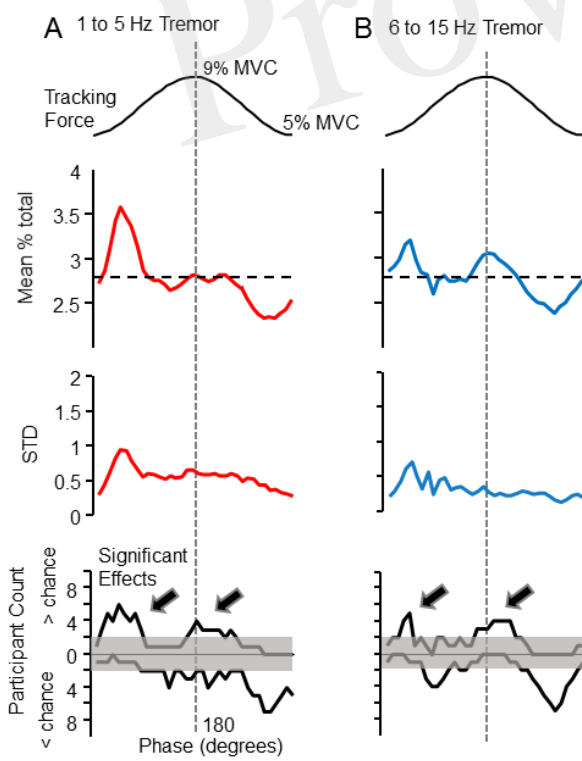 A 1 to 5 Hz Tremor
B 6 to 15 Hz Tremor
Tracking
Force
9% MVC
5% MVC
Mean % total
4
3.5
3
2.5
STD
2
1.5
1
0.5
0
Participant Count
< chance > chance
Significant
Effects
8
4
0
4
8
180
Phase (degrees)
Prov